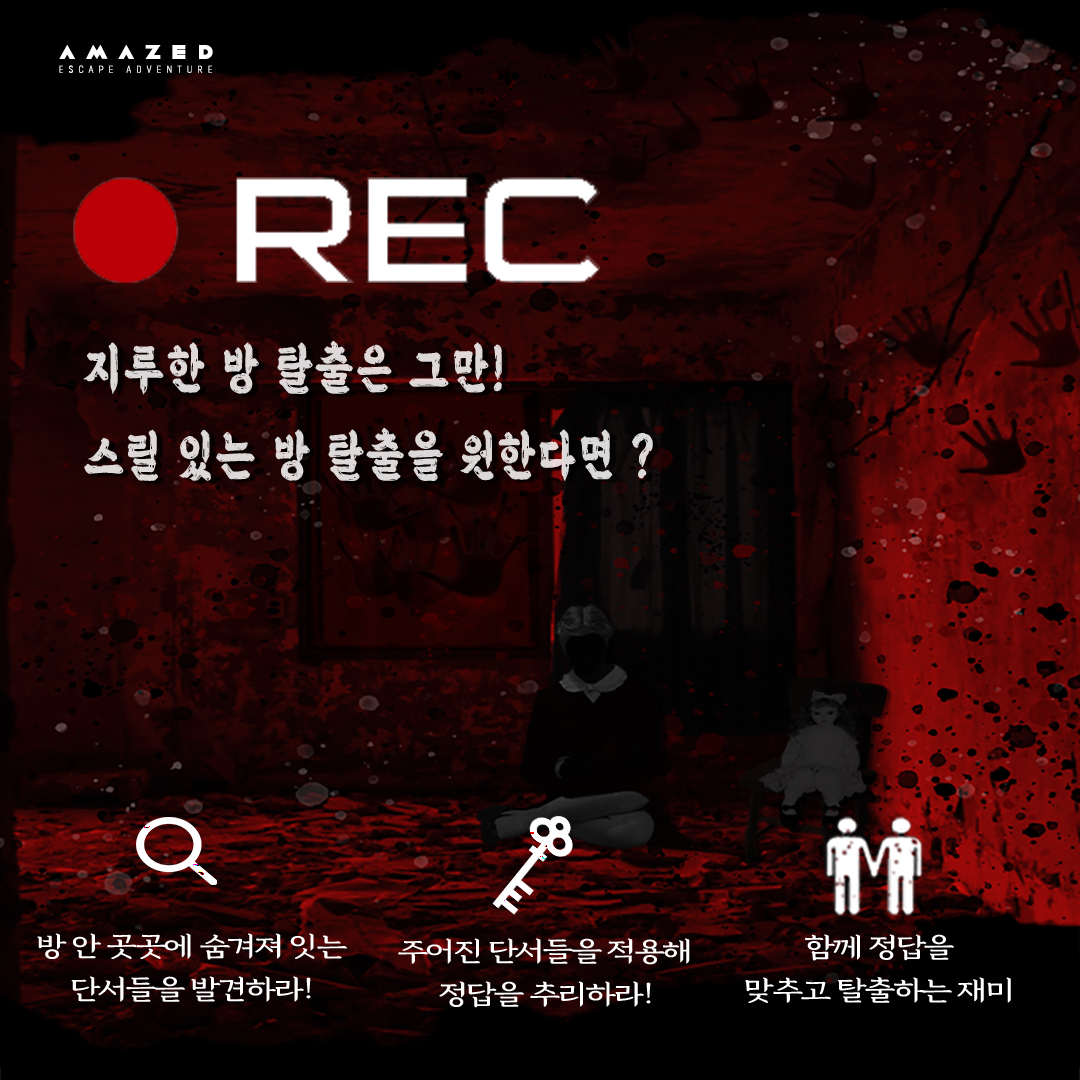 AMAZED
ESCAPE ADVENTURE
REC
지루한 방 탈출은 그만!
스릴 있는 방 탈출을 원한다면 ?
방 안 곳곳에 숨겨져 잇는
단서들을 발견하라!
주어진 단서들을 적용해
정답을 추리하라!
함께 정답을
맞추고 탈출하는 재미